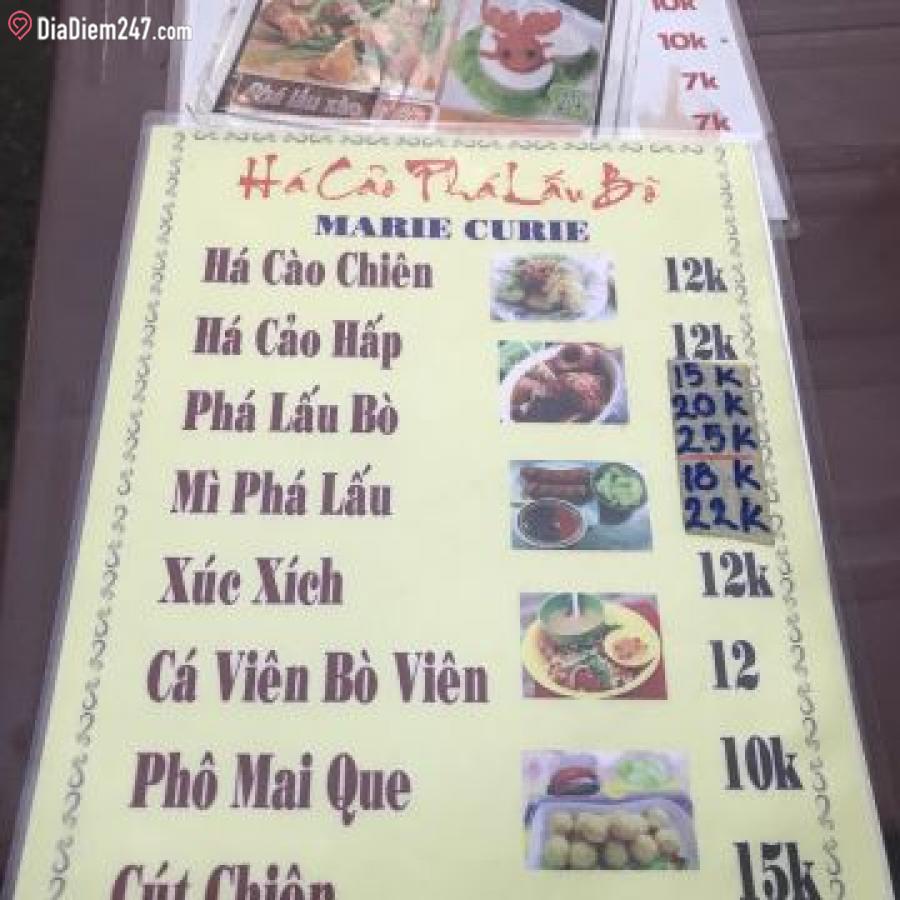 DiaDiem247.com
10k
10k
7k
7k
Phá lấu xào
Há Cảo Phá Lấu Bò
MARIE CURIE
Há Cào Chiên 12k
Há Cảo Hấp 12k
Phá Lấu Bò 15K 20K 25K
Mì Phá Lấu 18K 22K
Xúc Xích 12k
Cá Viên Bò Viên 12
Phô Mai Que 10k
Cút Chiên 15k